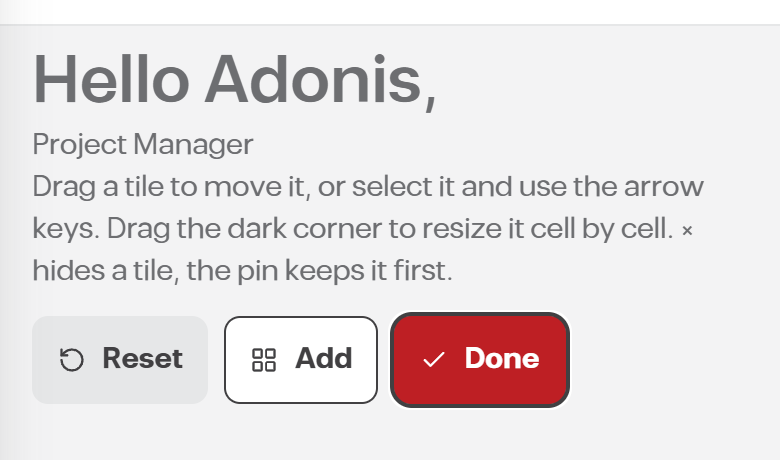 Hello Adonis,
Project Manager
Drag a tile to move it, or select it and use the arrow
keys. Drag the dark corner to resize it cell by cell. ×
hides a tile, the pin keeps it first.
Reset Add Done